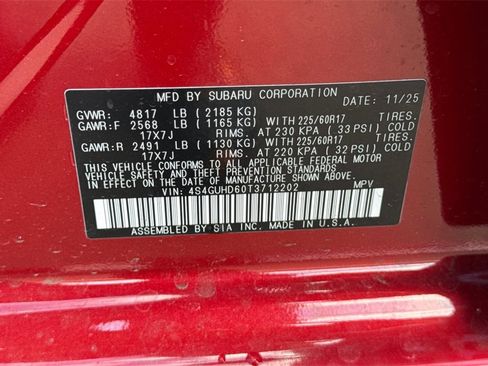 MFD BY SUBARU CORPORATION DATE: 11/25
GVWR: 4817 LB (2185 KG) TIRES.
GAWR:F 2568 LB (1165 KG) WITH 225/60R17
17X7J RIMS. AT 230 KPA (33 PSI) COLD
GAWR:R 2491 LB (1130 KG) WITH 225/60R17 TIRES.
17X7J RIMS. AT 220 KPA (32 PSI) COLD
THIS VEHICLE CONFORMS TO ALL APPLICABLE FEDERAL MOTOR
VEHICLE SAFETY AND THEFT PREVENTION STANDARDS
IN EFFECT ON THE DATE OF MANUFACTURE SHOWN ABOVE.
VIN: 4S4GUHD60T3712202 MPV
ASSEMBLED BY SIA INC. MADE IN U.S.A.